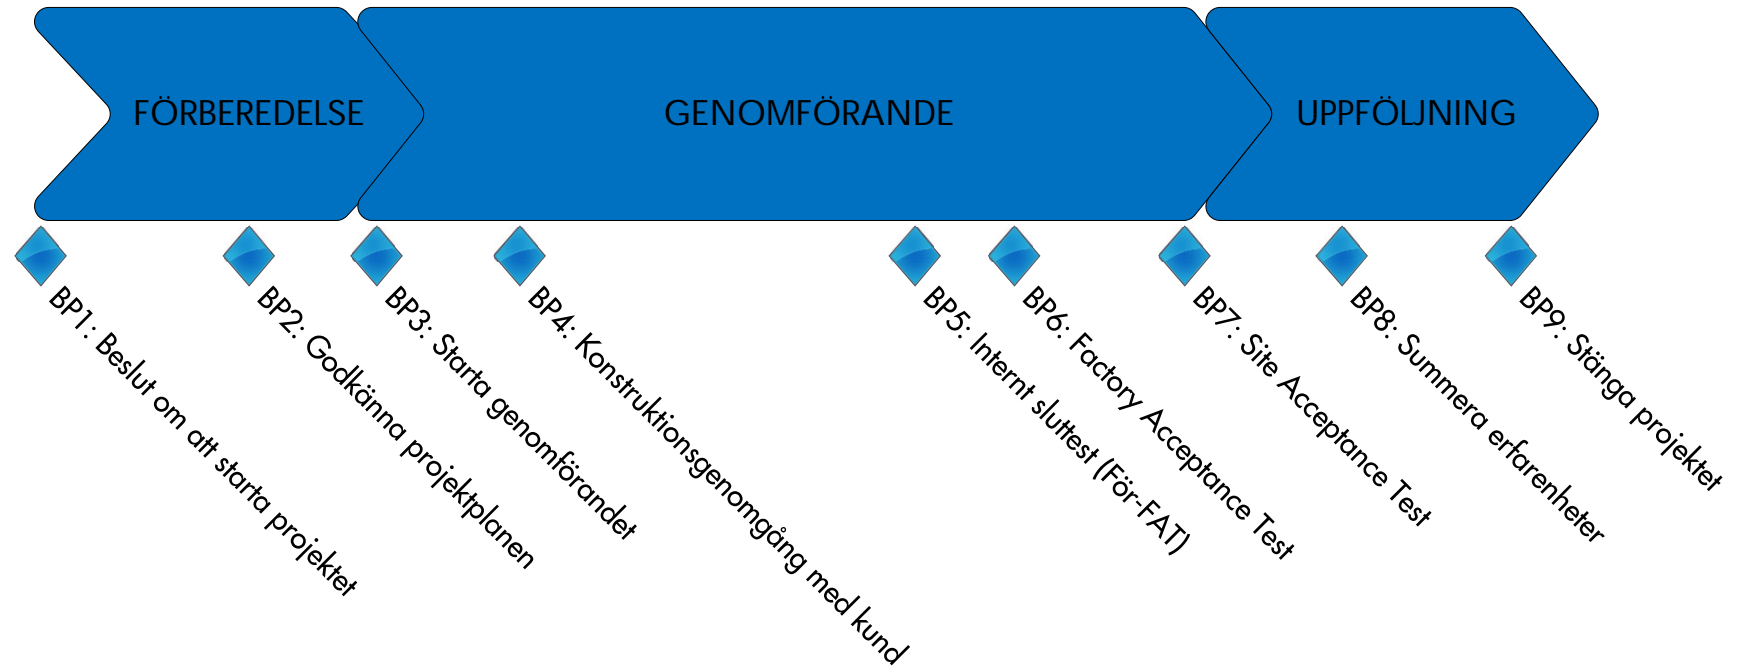 FÖRBEREDELSE
GENOMFÖRANDE
UPPFÖLJNING
BP1: Beslut om att starta projektet
BP2: Godkänna projektplanen
BP3: Starta genomförandet
BP4: Konstruktionsgenomgång med kund
BP5: Internt sluttest (För-FAT)
BP6: Factory Acceptance Test
BP7: Site Acceptance Test
BP8: Summera erfarenheter
BP9: Stänga projektet